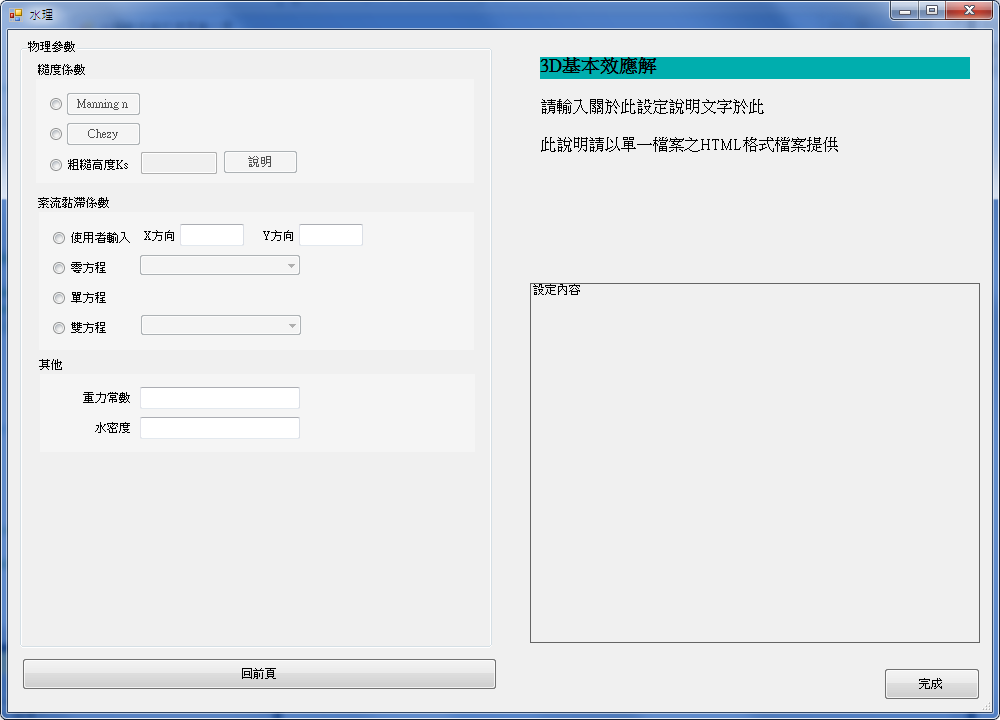 水理
物理參數
糙度係數
Manning n
Chezy
粗糙高度Ks
說明
紊流黏滯係數
使用者輸入 X方向 Y方向
零方程
單方程
雙方程
其他
重力常數
水密度
回前頁
3D基本效應解
請輸入關於此設定說明文字於此
此說明請以單一檔案之HTML格式檔案提供
設定內容
完成